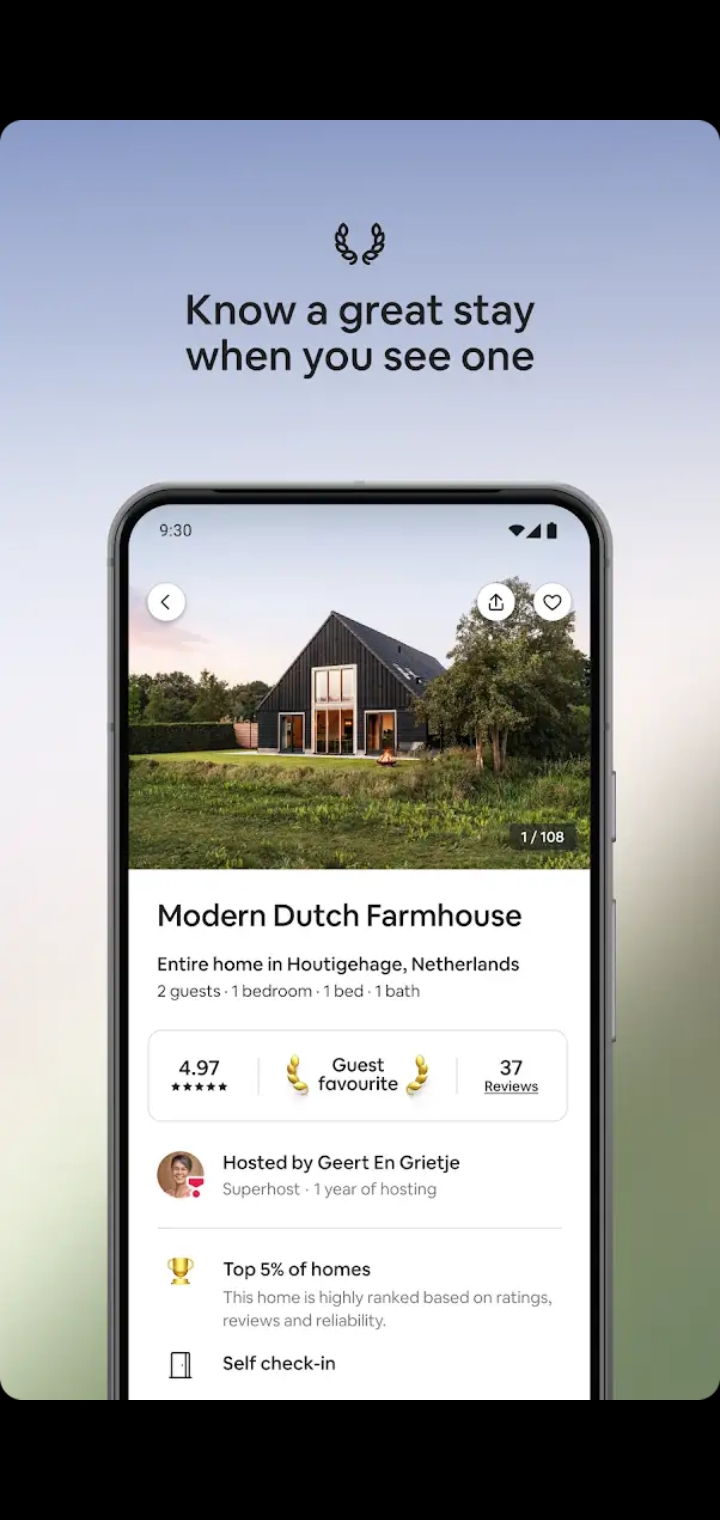 Know a great stay
when you see one
9:30
1 / 108
Modern Dutch Farmhouse
Entire home in Houtigehage, Netherlands
2 guests · 1 bedroom · 1 bed · 1 bath
4.97
Guest
favourite
37
Reviews
Hosted by Geert En Grietje
Superhost · 1 year of hosting
Top 5% of homes
This home is highly ranked based on ratings,
reviews and reliability.
Self check-in